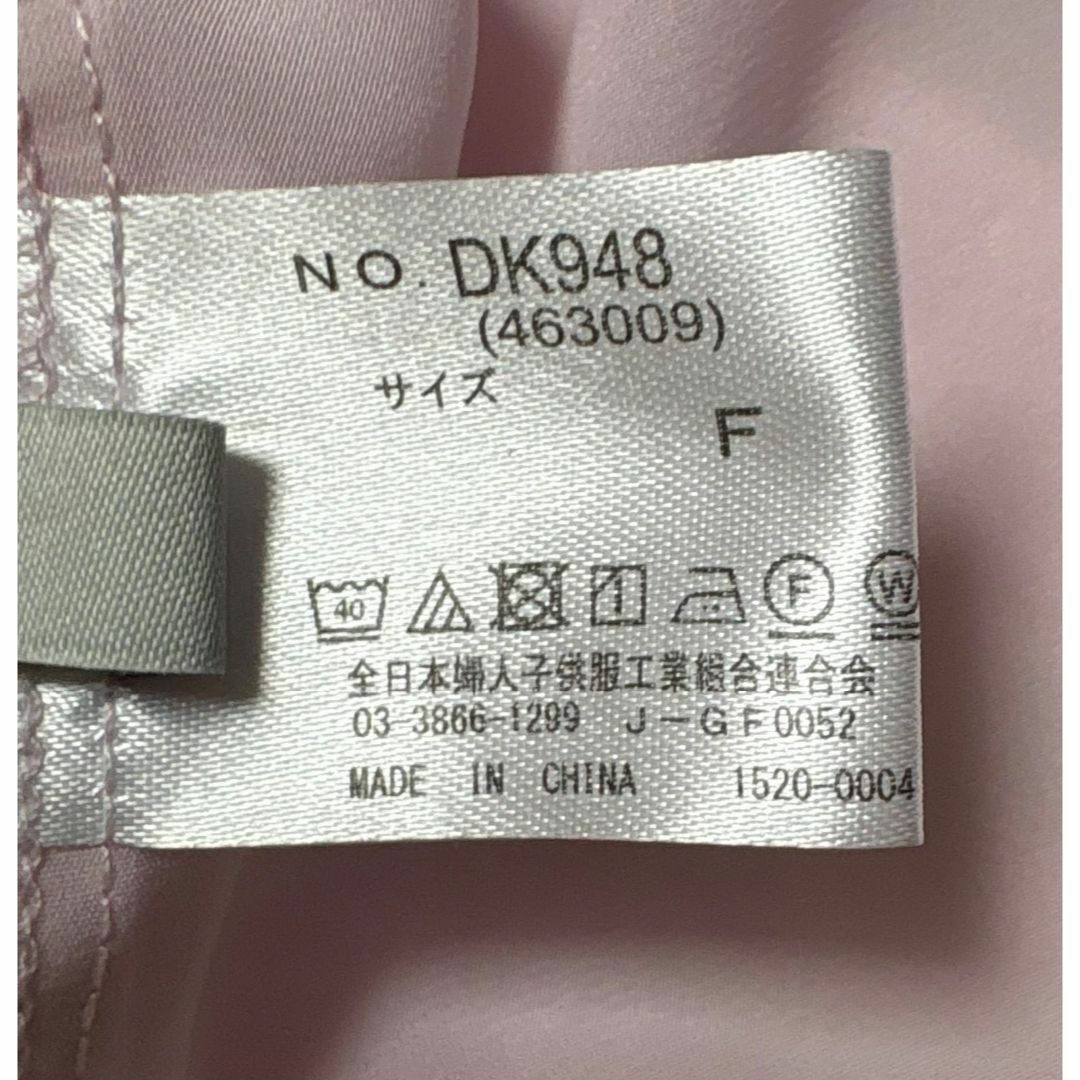 NO. DK948
(463009)
サイズ
F
40 1 F W
全日本婦人子供服工業組合連合会
03-3866-1299 J-GF0052
MADE IN CHINA 1520-0004